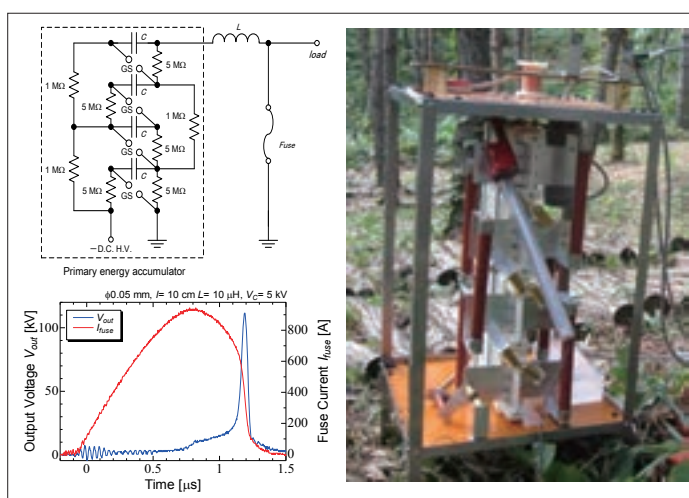 L
C
load
GS
5 MΩ
1 MΩ
GS
C
5 MΩ
1 MΩ
C
GS
5 MΩ
1 MΩ
C
5 MΩ
GS
5 MΩ
Fuse
−D.C. H.V.
Primary energy accumulator
ϕ0.05 mm, l= 10 cm L= 10 μH, VC= 5 kV
Vout
Ifuse
Output Voltage Vout [kV]
100
50
0
Fuse Current Ifuse [A]
800
600
400
200
0
0
0.5
1
1.5
Time [μs]